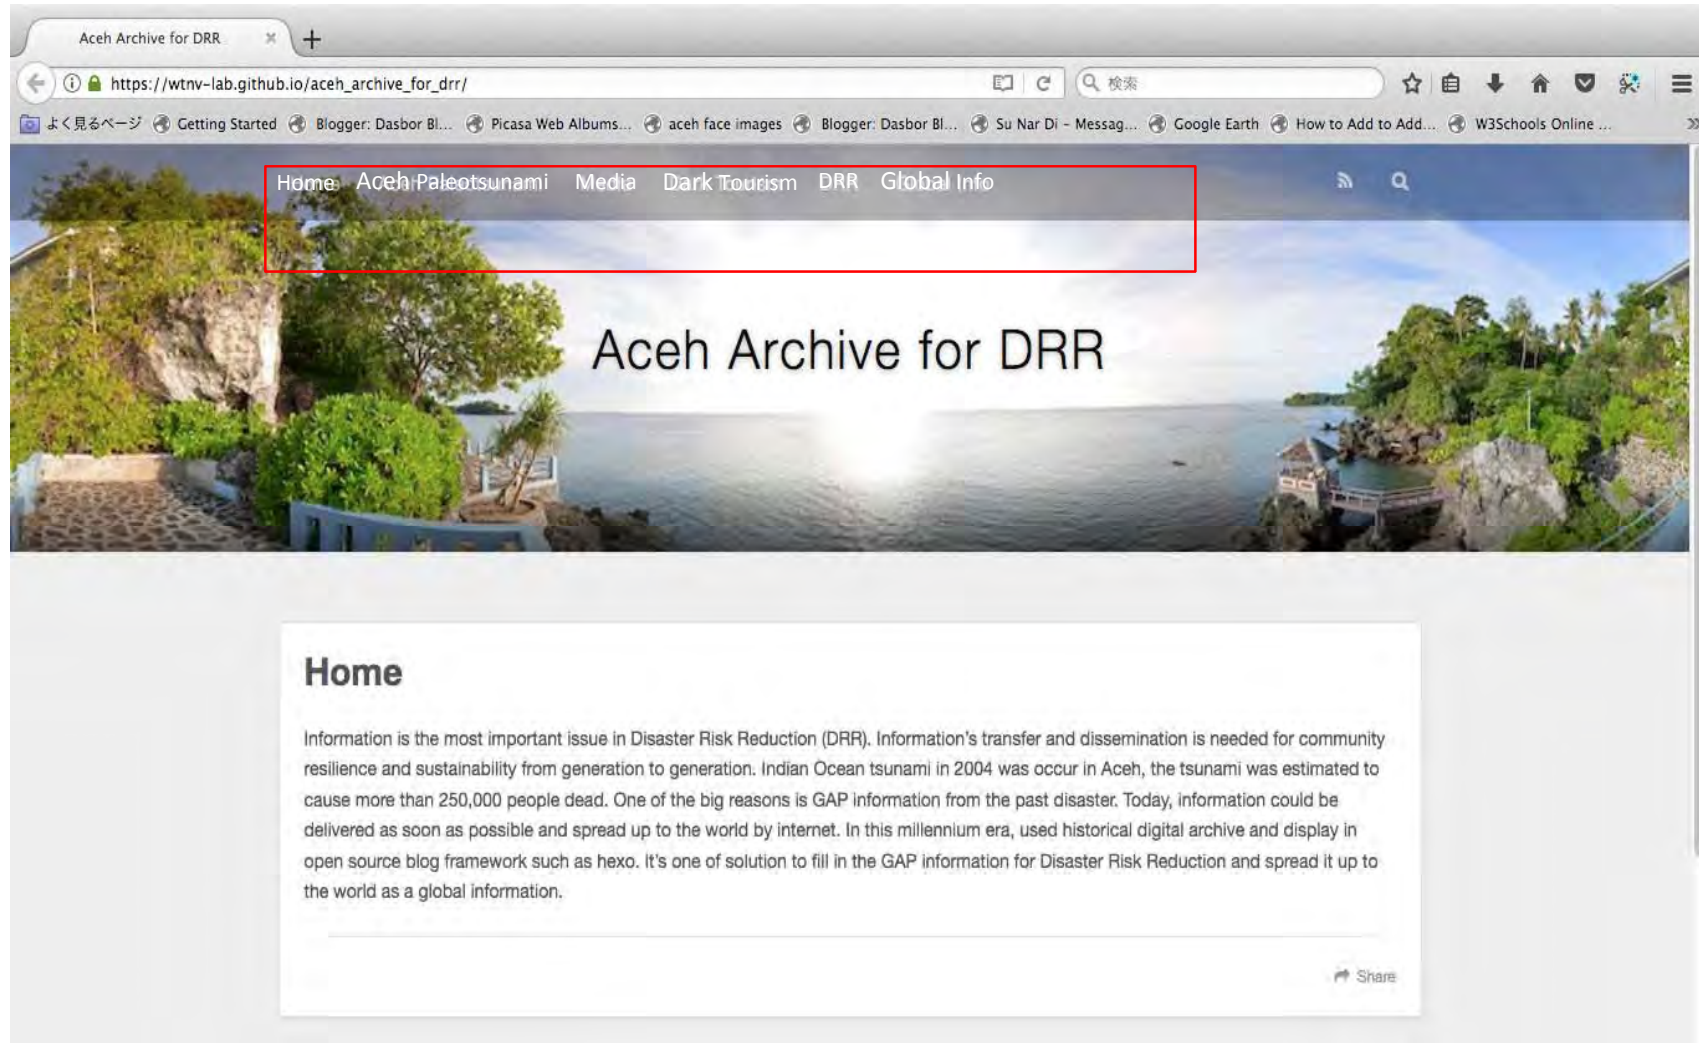 Aceh Archive for DRR
https://wtnv-lab.github.io/aceh_archive_for_drr/
検索
よく見るページ Getting Started Blogger: Dasbor Bl... Picasa Web Albums... aceh face images Blogger: Dasbor Bl... Su Nar Di - Messag... Google Earth How to Add to Add... W3Schools Online ...
Home Aceh Paleotsunami Media Dark Tourism DRR Global Info
Aceh Archive for DRR
Home
Information is the most important issue in Disaster Risk Reduction (DRR). Information's transfer and dissemination is needed for community
resilience and sustainability from generation to generation. Indian Ocean tsunami in 2004 was occur in Aceh, the tsunami was estimated to
cause more than 250,000 people dead. One of the big reasons is GAP information from the past disaster. Today, information could be
delivered as soon as possible and spread up to the world by internet. In this millennium era, used historical digital archive and display in
open source blog framework such as hexo. It's one of solution to fill in the GAP information for Disaster Risk Reduction and spread it up to
the world as a global information.
Share